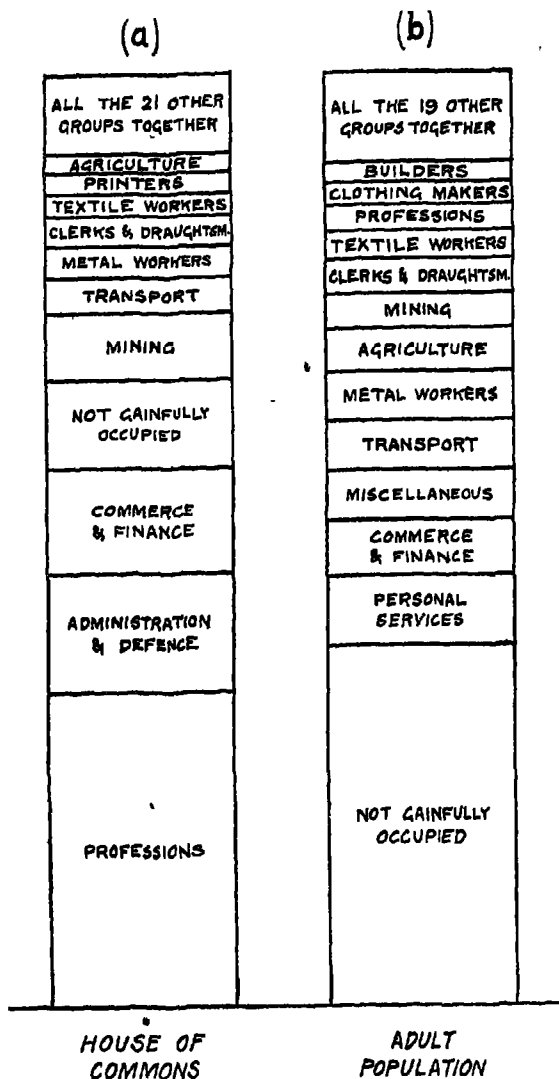 (a)
ALL THE 21 OTHER
GROUPS TOGETHER
AGRICULTURE
PRINTERS
TEXTILE WORKERS
CLERKS & DRAUGHTSM.
METAL WORKERS
TRANSPORT
MINING
NOT GAINFULLY
OCCUPIED
COMMERCE
& FINANCE
ADMINISTRATION
& DEFENCE
PROFESSIONS
HOUSE OF
COMMONS
(b)
ALL THE 19 OTHER
GROUPS TOGETHER
BUILDERS
CLOTHING MAKERS
PROFESSIONS
TEXTILE WORKERS
CLERKS & DRAUGHTSM.
MINING
AGRICULTURE
METAL WORKERS
TRANSPORT
MISCELLANEOUS
COMMERCE
& FINANCE
PERSONAL
SERVICES
NOT GAINFULLY
OCCUPIED
ADULT
POPULATION